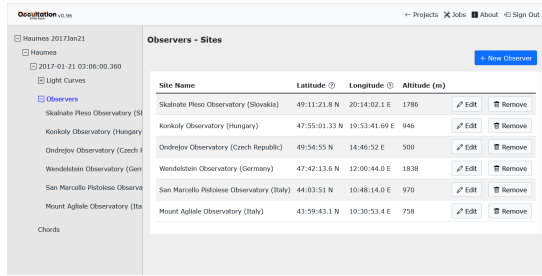 Occultation v0.96
Interface
← Projects Jobs About Sign Out
Haumea 2017Jan21
Haumea
2017-01-21 03:06:00.360
Light Curves
Observers
Skalnate Pleso Observatory (Sl
Konkoly Observatory (Hungary
Ondrejov Observatory (Czech R
Wendelstein Observatory (Gerr
San Marcello Pistoiese Observa
Mount Agliale Observatory (Ita
Chords
Observers - Sites
+ New Observer
Site Name Latitude Longitude Altitude (m)
Skalnate Pleso Observatory (Slovakia) 49:11:21.8 N 20:14:02.1 E 1786 Edit Remove
Konkoly Observatory (Hungary) 47:55:01.33 N 19:53:41.69 E 946 Edit Remove
Ondrejov Observatory (Czech Republic) 49:54:55 N 14:46:52 E 500 Edit Remove
Wendelstein Observatory (Germany) 47:42:13.6 N 12:00:44.0 E 1838 Edit Remove
San Marcello Pistoiese Observatory (Italy) 44:03:51 N 10:48:14.0 E 970 Edit Remove
Mount Agliale Observatory (Italy) 43:59:43.1 N 10:30:53.4 E 758 Edit Remove